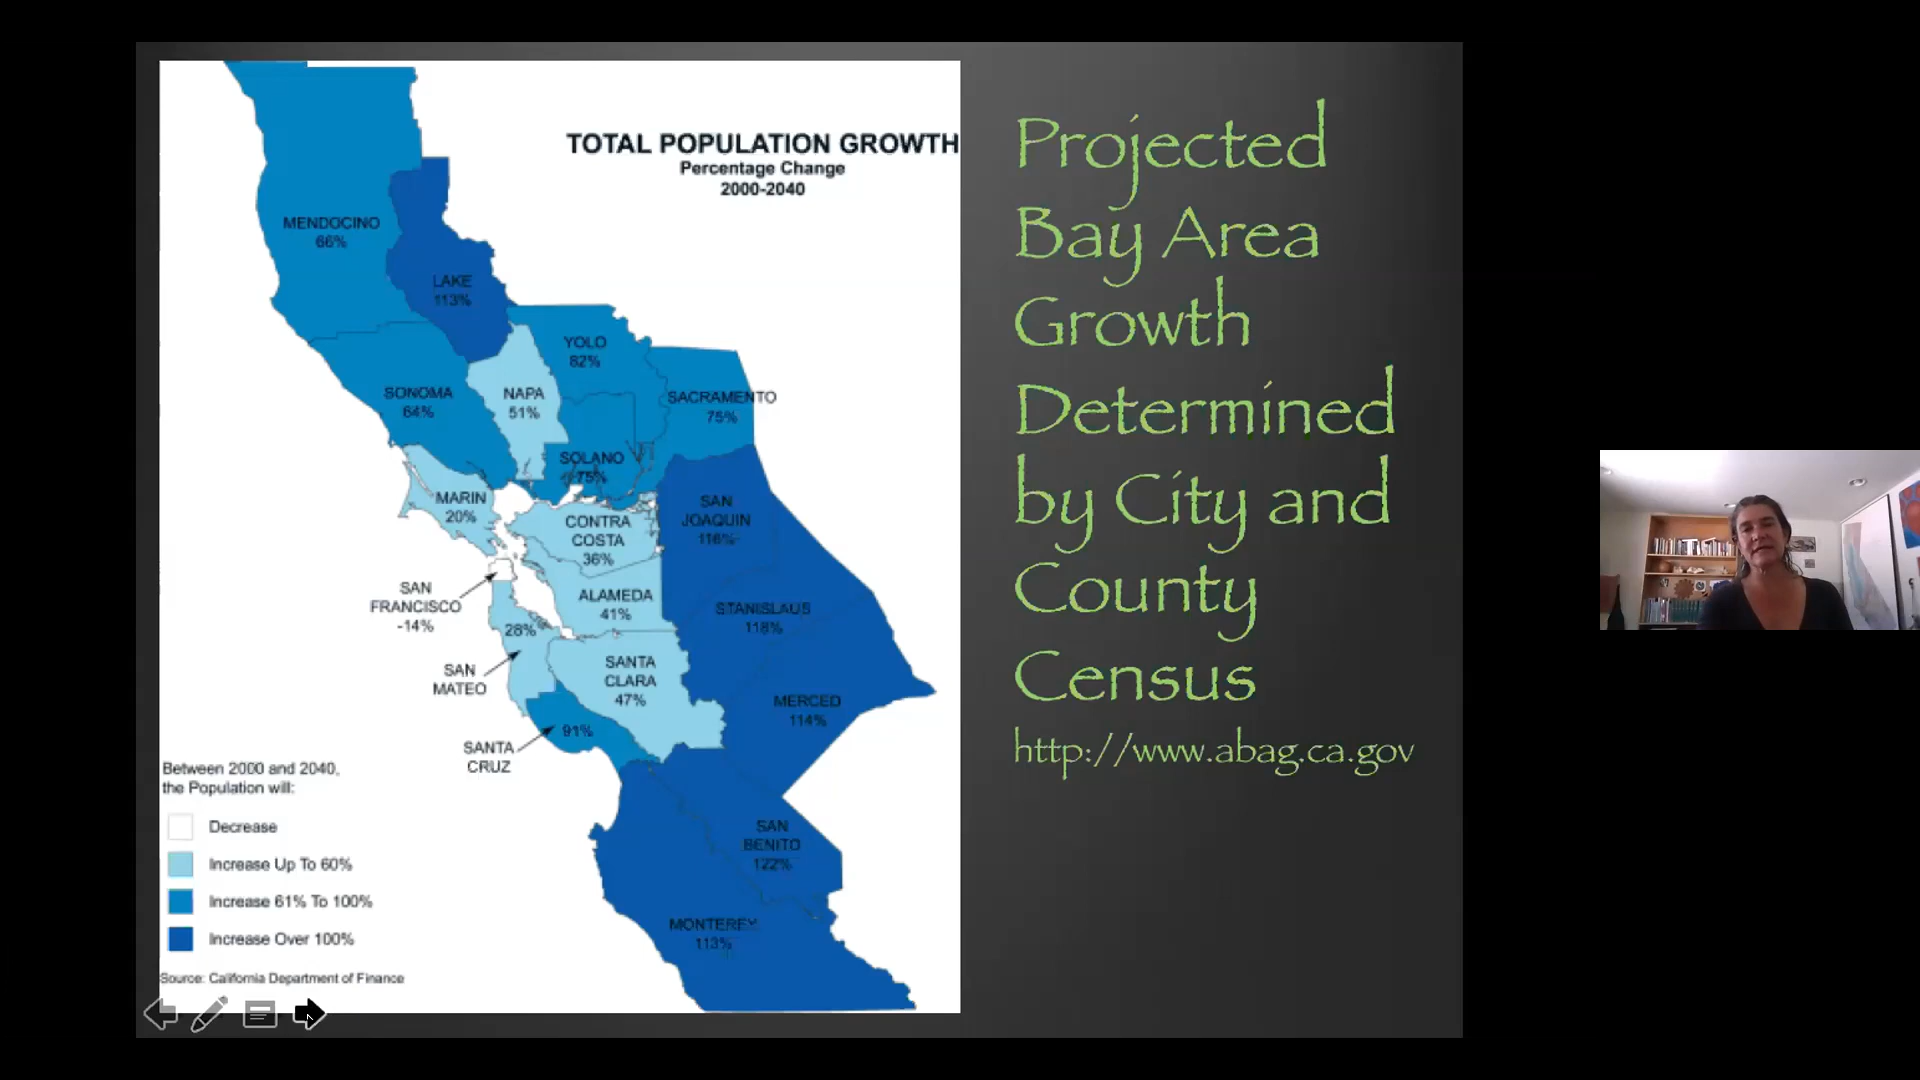 TOTAL POPULATION GROWTH
Percentage Change
2000-2040
MENDOCINO
66%
LAKE
113%
YOLO
82%
SONOMA
64%
NAPA
51%
SACRAMENTO
75%
SOLANO
75%
MARIN
20%
CONTRA
COSTA
36%
SAN
JOAQUIN
116%
SAN
FRANCISCO
-14%
ALAMEDA
41%
STANISLAUS
118%
28%
SAN
MATEO
SANTA
CLARA
47%
MERCED
114%
91%
SANTA
CRUZ
SAN
BENITO
122%
MONTEREY
113%
Between 2000 and 2040,
the Population will:
Decrease
Increase Up To 60%
Increase 61% To 100%
Increase Over 100%
Source: California Department of Finance
Projected
Bay Area
Growth
Determined
by City and
County
Census
http://www.abag.ca.gov